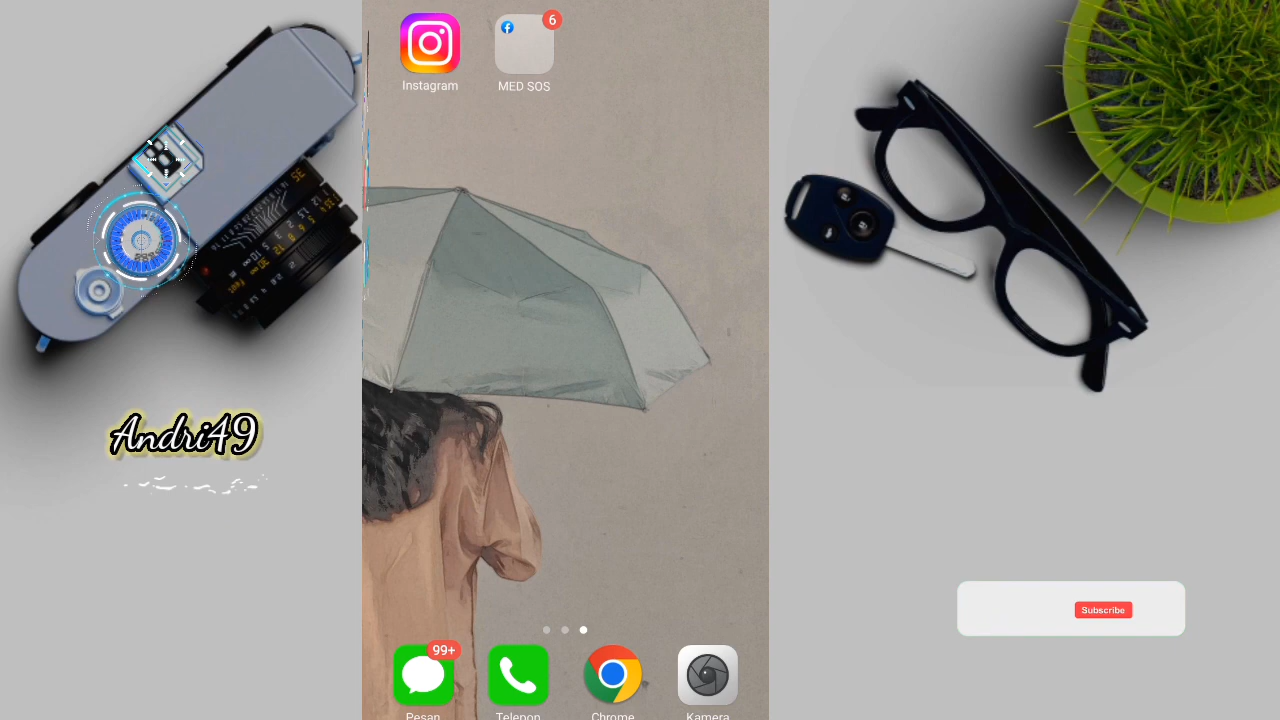 6
Instagram
MED SOS
Andri49
Subscribe
99+
Pesan
Telepon
Chrome
Kamera